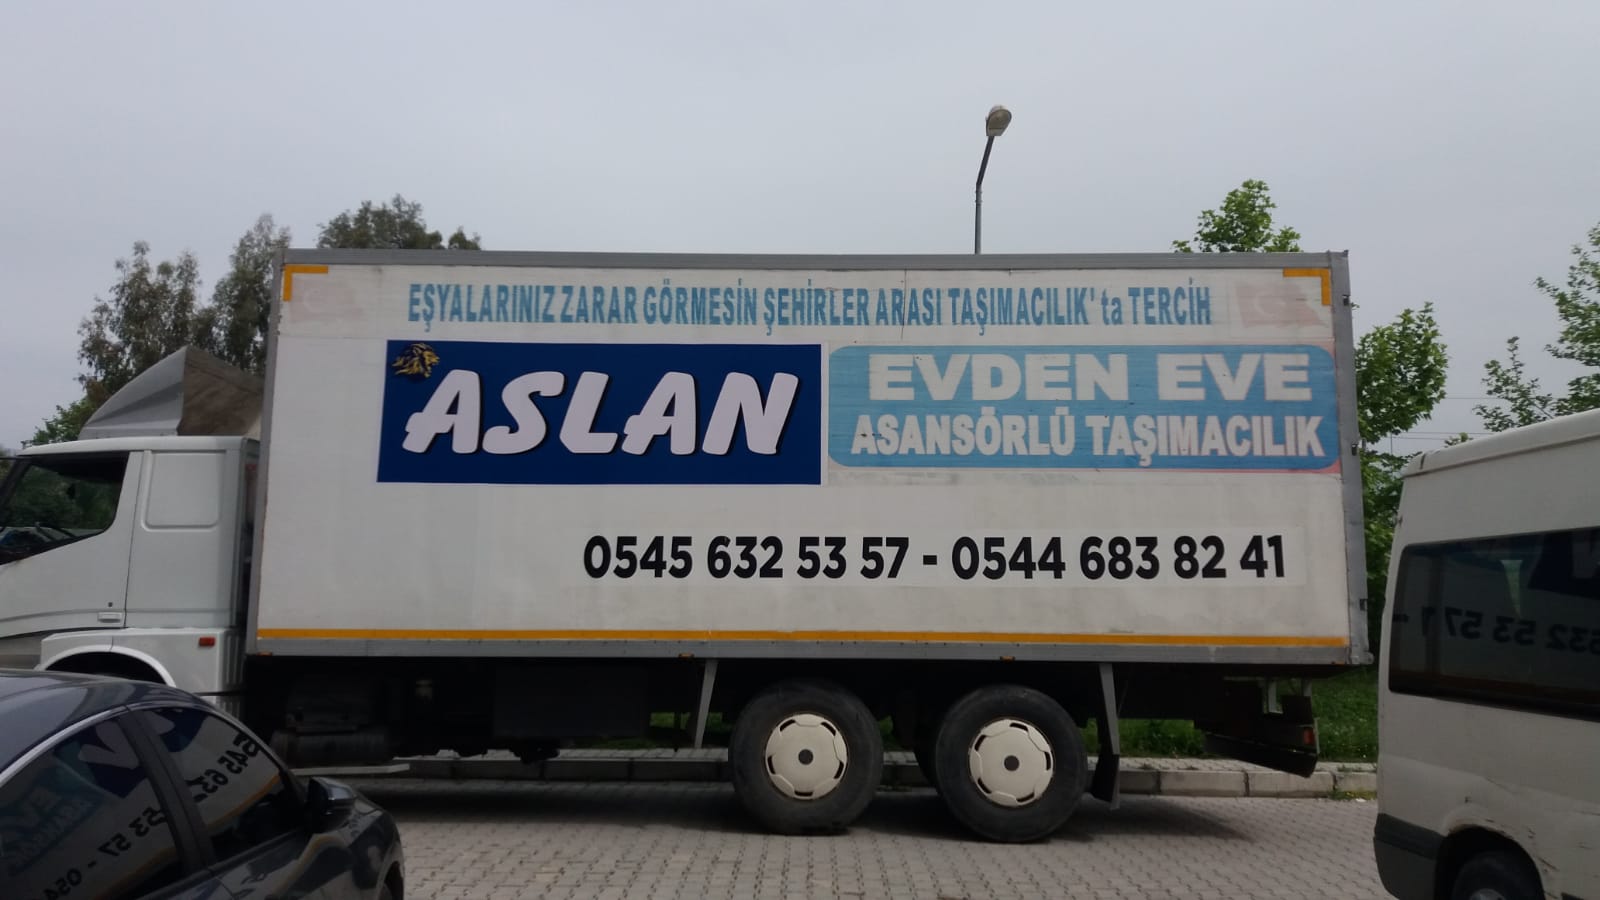 EŞYALARINIZ ZARAR GÖRMESİN ŞEHİRLER ARASI TAŞIMACILIK' ta TERCİH
ASLAN
EVDEN EVE
ASANSÖRLÜ TAŞIMACILIK
0545 632 53 57 - 0544 683 82 41